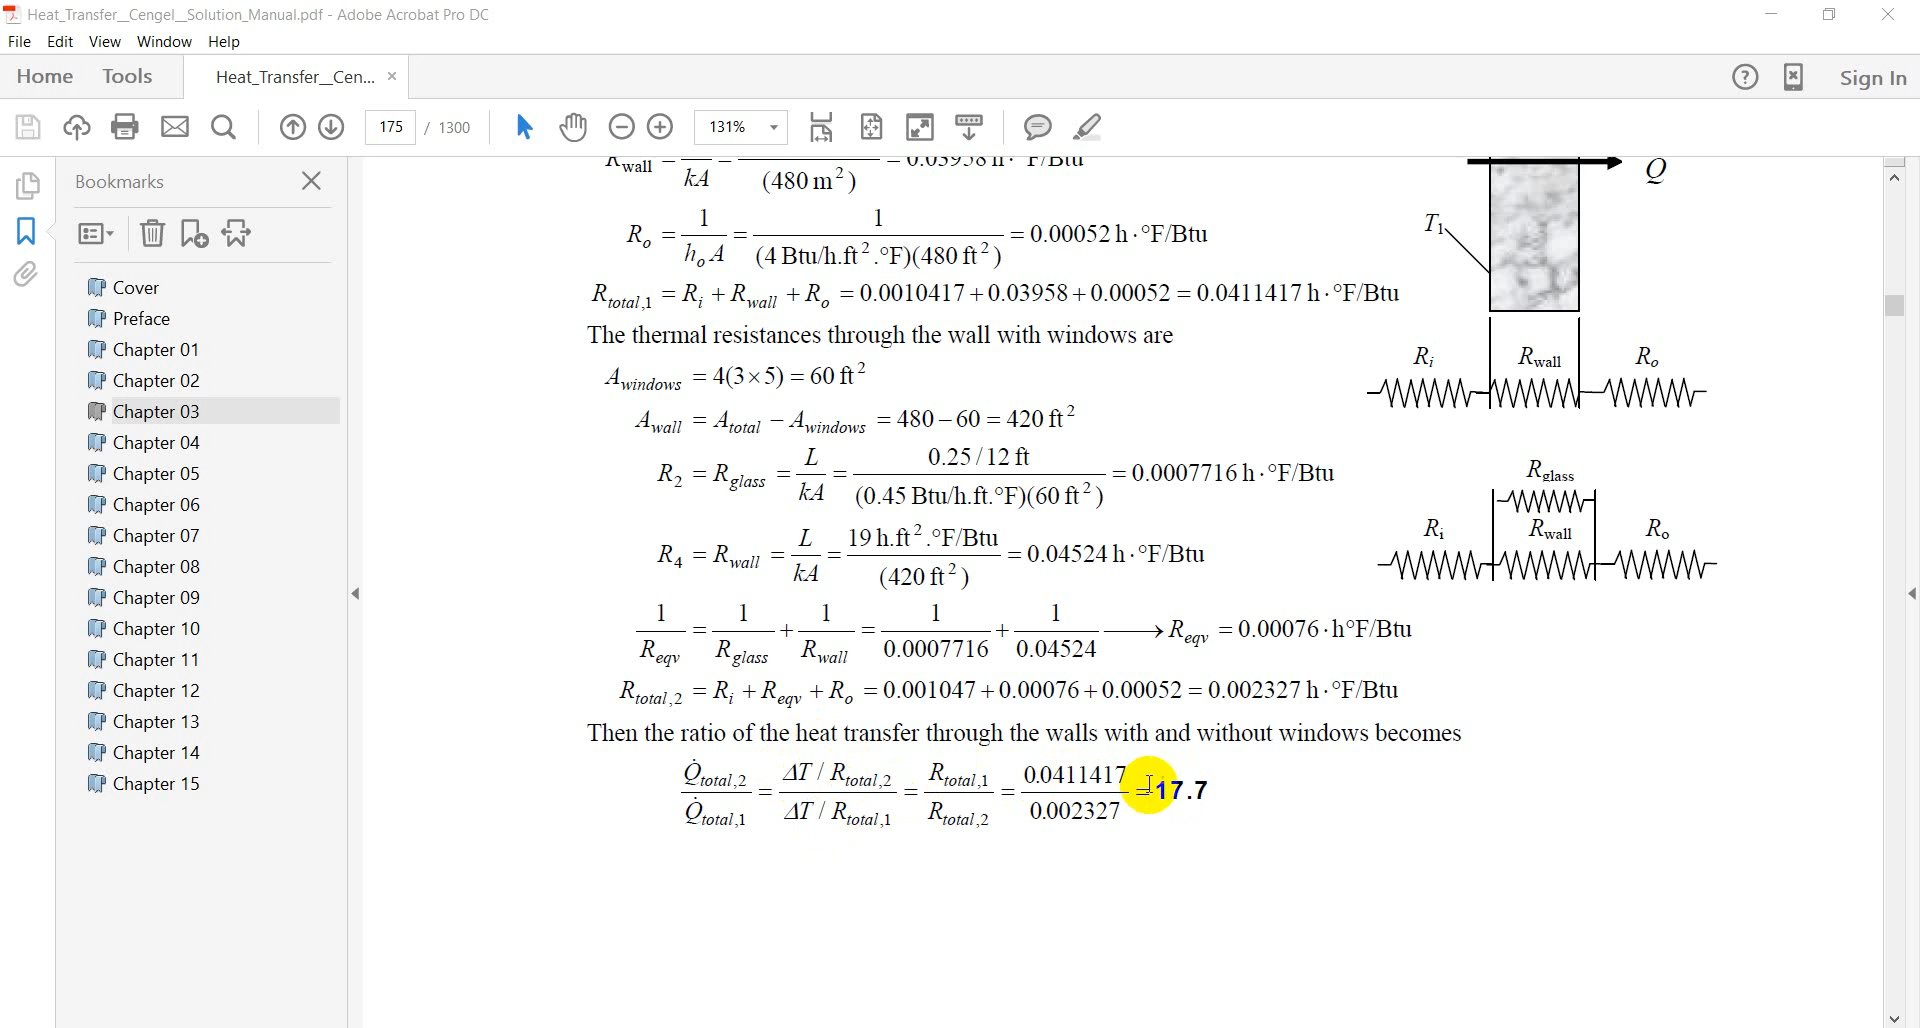 Heat_Transfer__Cengel__Solution_Manual.pdf - Adobe Acrobat Pro DC
File Edit View Window Help
Home Tools Heat_Transfer__Cen... × Sign In
175 / 1300 131%
Bookmarks
Cover
Preface
Chapter 01
Chapter 02
Chapter 03
Chapter 04
Chapter 05
Chapter 06
Chapter 07
Chapter 08
Chapter 09
Chapter 10
Chapter 11
Chapter 12
Chapter 13
Chapter 14
Chapter 15
R_wall = /kA = /(480 m²) = 0.03958 h·°F/Btu
R_o = 1/(h_o A) = 1/((4 Btu/h.ft².°F)(480 ft²)) = 0.00052 h·°F/Btu
R_total,1 = R_i + R_wall + R_o = 0.0010417 + 0.03958 + 0.00052 = 0.0411417 h·°F/Btu
The thermal resistances through the wall with windows are
A_windows = 4(3×5) = 60 ft²
A_wall = A_total − A_windows = 480 − 60 = 420 ft²
R_2 = R_glass = L/kA = (0.25/12 ft)/((0.45 Btu/h.ft.°F)(60 ft²)) = 0.0007716 h·°F/Btu
R_4 = R_wall = L/kA = (19 h.ft².°F/Btu)/(420 ft²) = 0.04524 h·°F/Btu
1/R_eqv = 1/R_glass + 1/R_wall = 1/0.0007716 + 1/0.04524 ⟶ R_eqv = 0.00076·h°F/Btu
R_total,2 = R_i + R_eqv + R_o = 0.001047 + 0.00076 + 0.00052 = 0.002327 h·°F/Btu
Then the ratio of the heat transfer through the walls with and without windows becomes
Q̇_total,2/Q̇_total,1 = (ΔT / R_total,2)/(ΔT / R_total,1) = R_total,1/R_total,2 = 0.0411417/0.002327 = 17.7
Q
T_1
R_i R_wall R_o
R_glass
R_i R_wall R_o